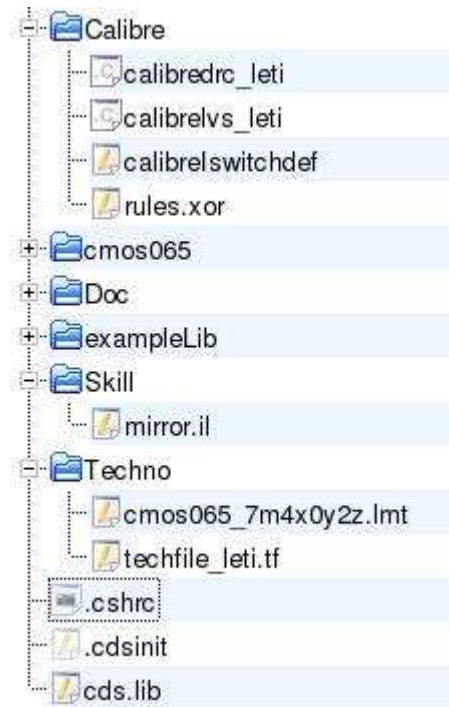 Calibre
calibredrc_leti
calibrelvs_leti
calibrelswitchdef
rules.xor
cmos065
Doc
exampleLib
Skill
mirror.il
Techno
cmos065_7m4x0y2z.lmt
techfile_leti.tf
.cshrc
.cdsinit
cds.lib